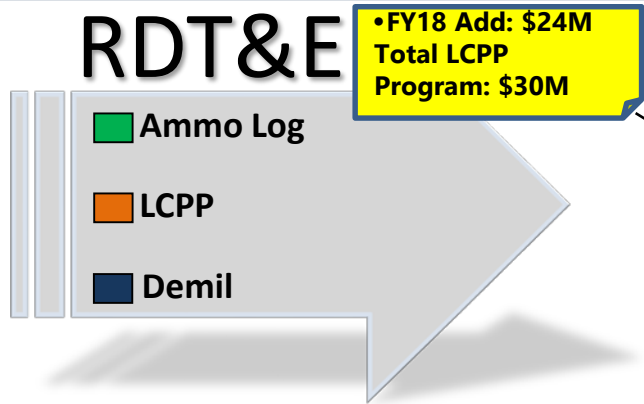 RDT&E
•FY18 Add: $24M
Total LCPP
Program: $30M
Ammo Log
LCPP
Demil